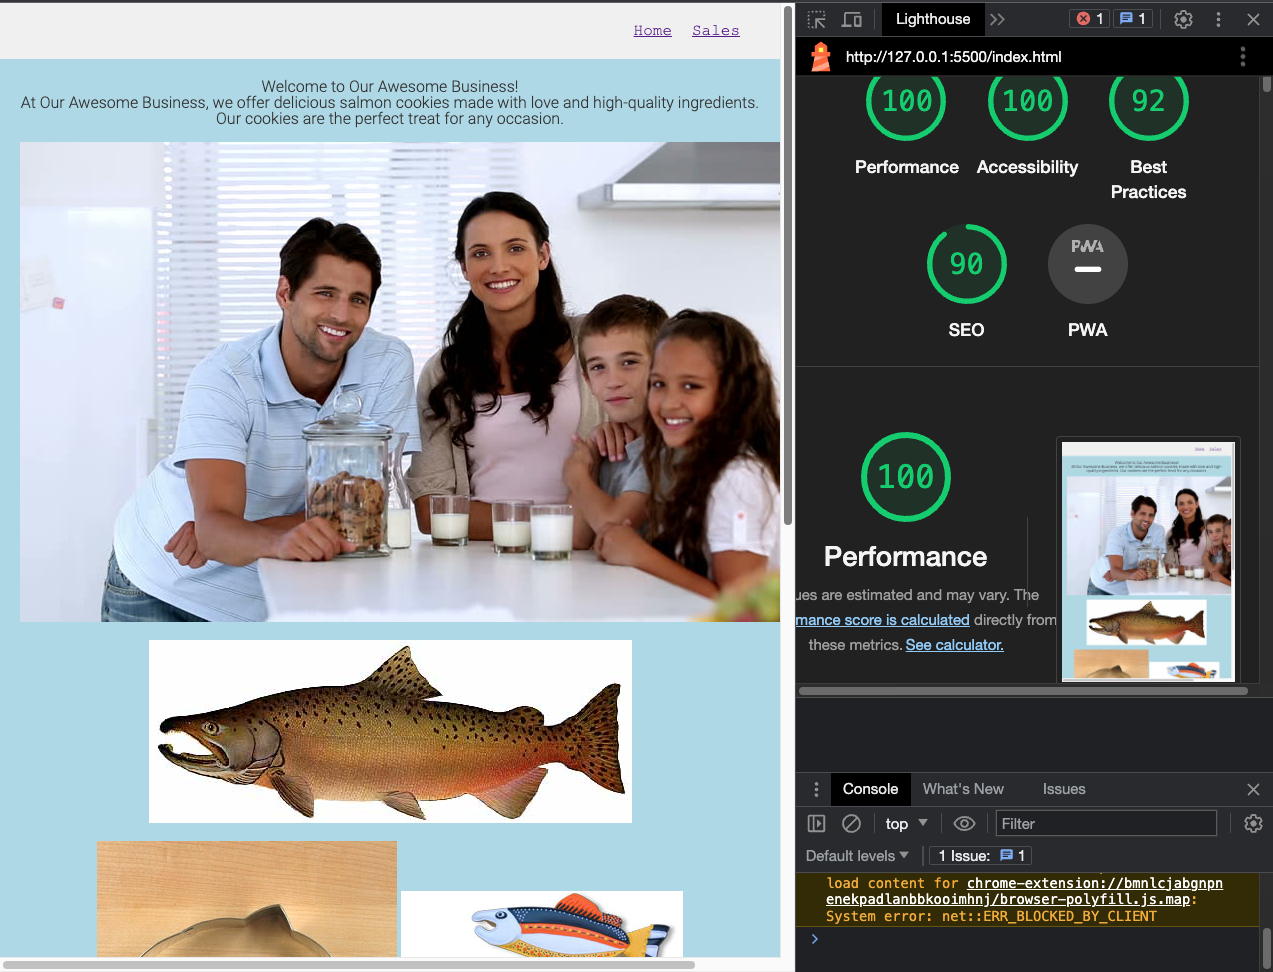 Home Sales
Welcome to Our Awesome Business!
At Our Awesome Business, we offer delicious salmon cookies made with love and high-quality ingredients.
Our cookies are the perfect treat for any occasion.
Lighthouse
1
1
http://127.0.0.1:5500/index.html
100
100
92
Performance
Accessibility
Best
Practices
90
PWA
SEO
PWA
100
Performance
ues are estimated and may vary. The
mance score is calculated directly from
these metrics. See calculator.
Console What's New Issues
top
Filter
Default levels
1 Issue: 1
load content for chrome-extension://bmnlcjabgnpn
enekpadlanbbkooimhnj/browser-polyfill.js.map:
System error: net::ERR_BLOCKED_BY_CLIENT